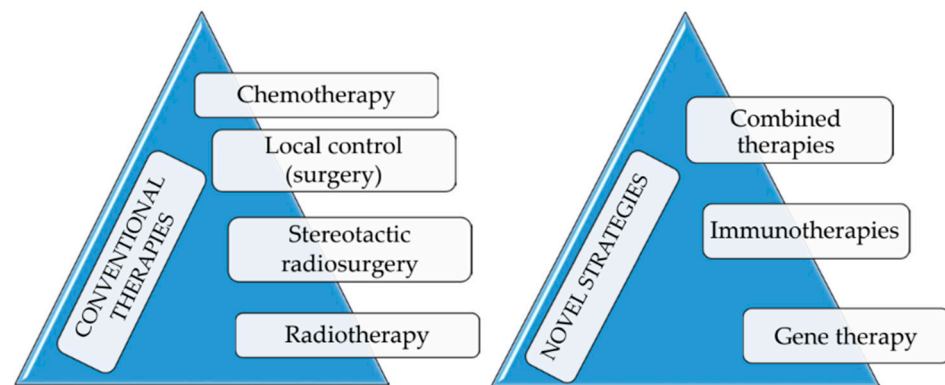 CONVENTIONAL
THERAPIES
Chemotherapy
Local control
(surgery)
Stereotactic
radiosurgery
Radiotherapy
NOVEL STRATEGIES
Combined
therapies
Immunotherapies
Gene therapy